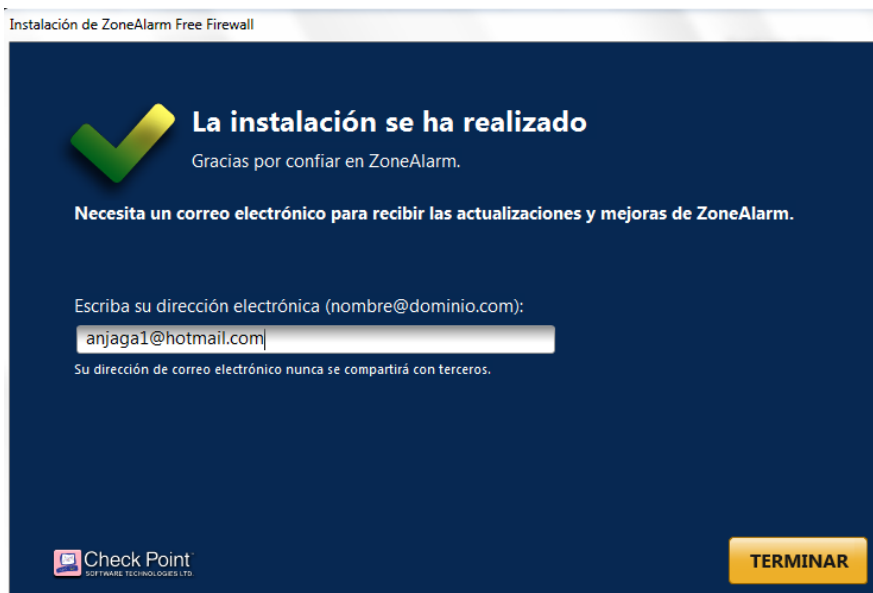 Instalación de ZoneAlarm Free Firewall
La instalación se ha realizado
Gracias por confiar en ZoneAlarm.
Necesita un correo electrónico para recibir las actualizaciones y mejoras de ZoneAlarm.
Escriba su dirección electrónica (nombre@dominio.com):
anjaga1@hotmail.com
Su dirección de correo electrónico nunca se compartirá con terceros.
Check Point
SOFTWARE TECHNOLOGIES LTD.
TERMINAR